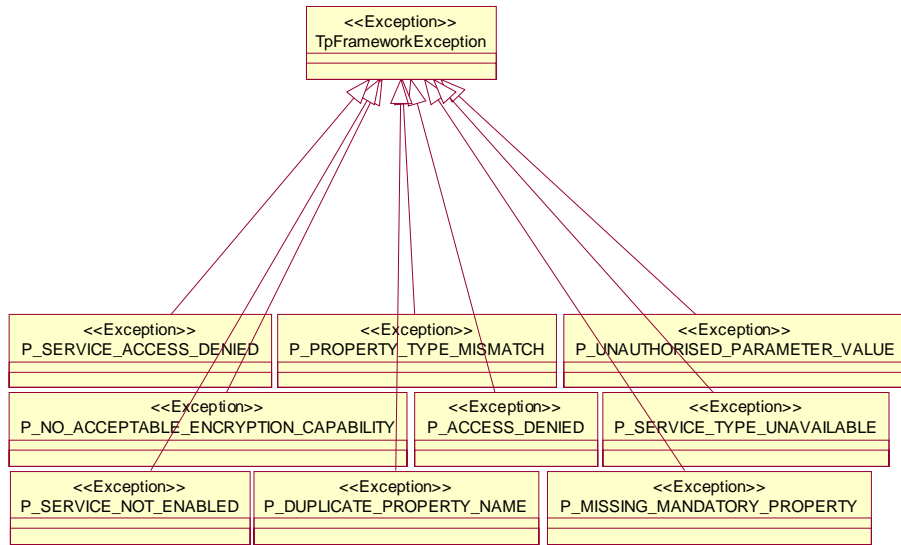 <<Exception>>
TpFrameworkException
<<Exception>>
P_SERVICE_ACCESS_DENIED
<<Exception>>
P_PROPERTY_TYPE_MISMATCH
<<Exception>>
P_UNAUTHORISED_PARAMETER_VALUE
<<Exception>>
P_NO_ACCEPTABLE_ENCRYPTION_CAPABILITY
<<Exception>>
P_ACCESS_DENIED
<<Exception>>
P_SERVICE_TYPE_UNAVAILABLE
<<Exception>>
P_SERVICE_NOT_ENABLED
<<Exception>>
P_DUPLICATE_PROPERTY_NAME
<<Exception>>
P_MISSING_MANDATORY_PROPERTY